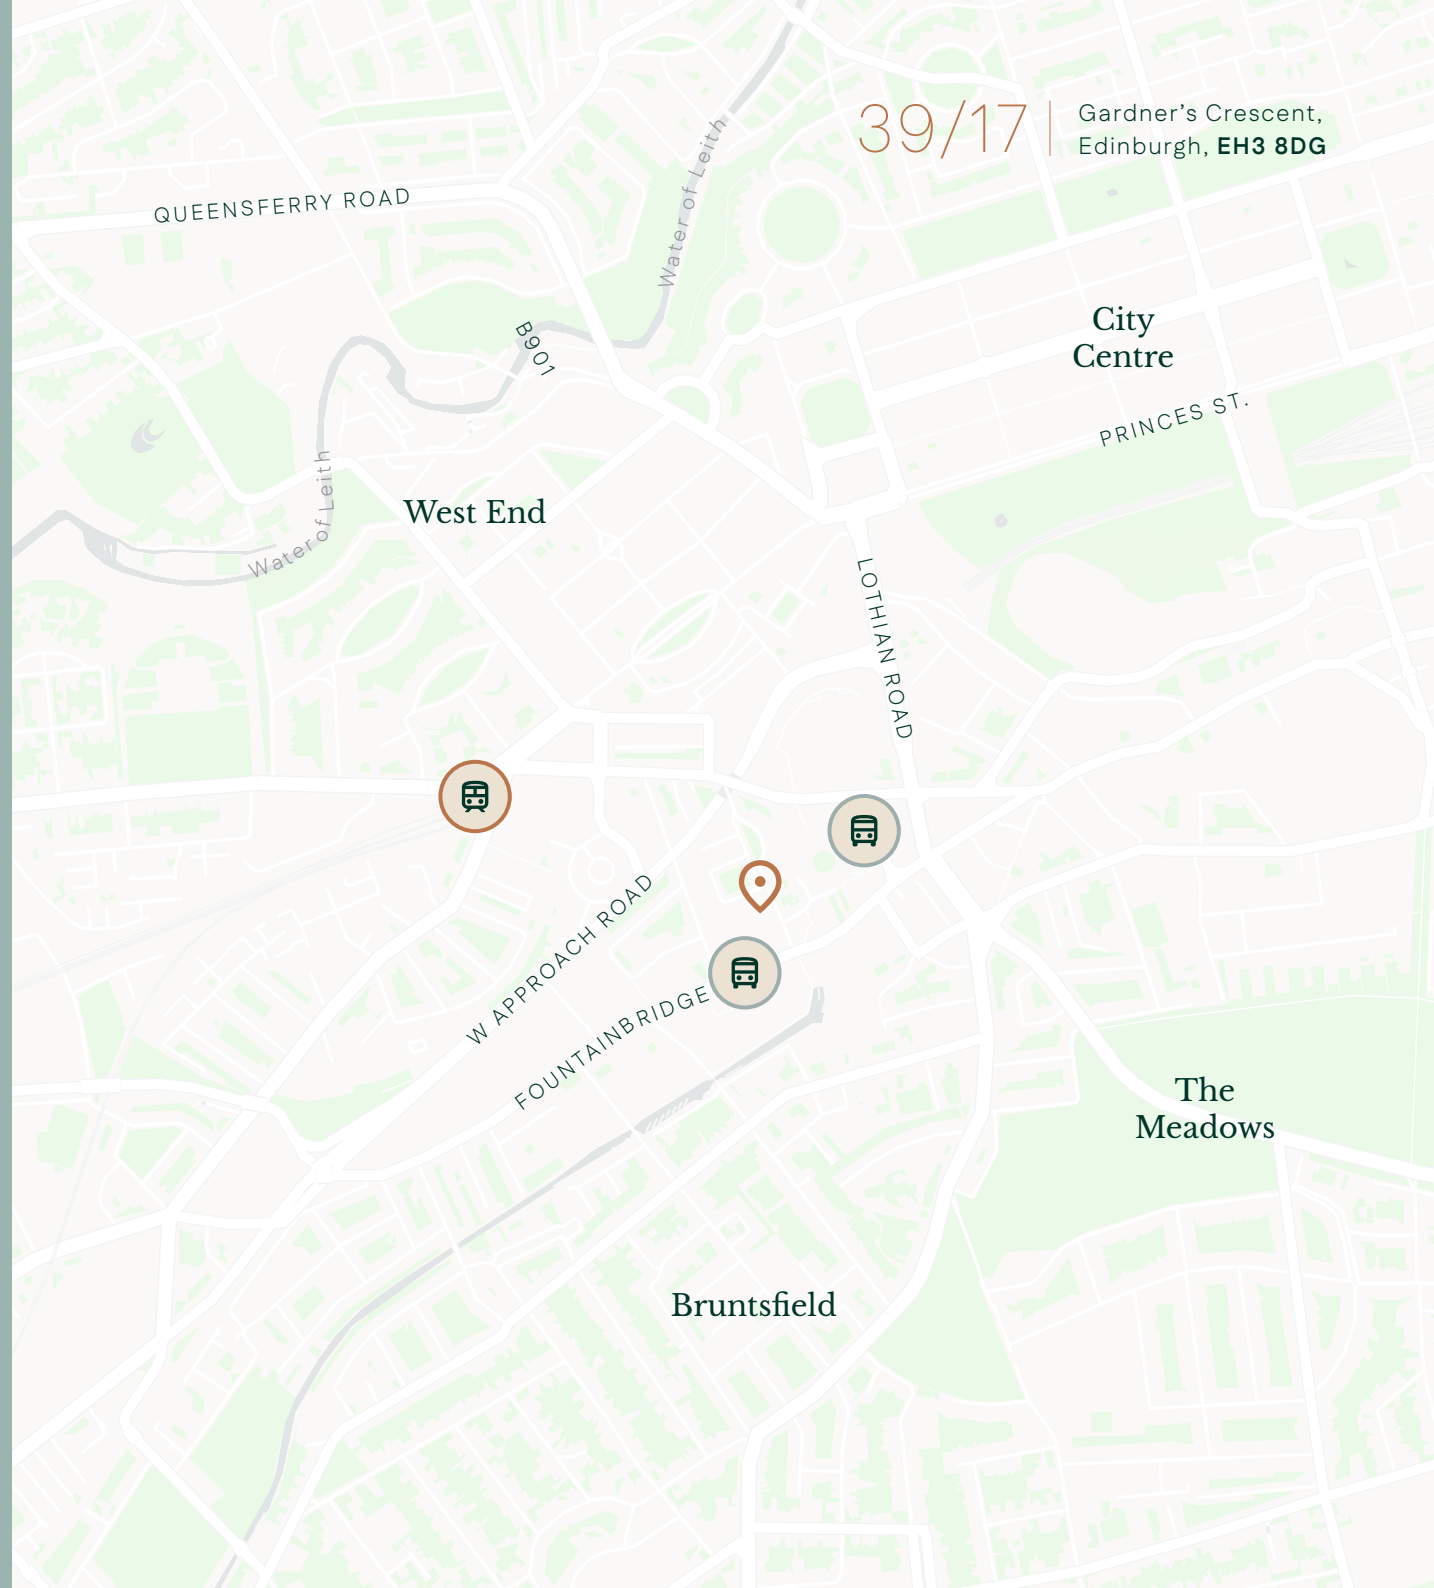 39/17
Gardner’s Crescent,
Edinburgh, EH3 8DG
Water of Leith
QUEENSFERRY ROAD
B901
City
Centre
PRINCES ST.
Water of Leith
West End
LOTHIAN ROAD
W APPROACH ROAD
FOUNTAINBRIDGE
The
Meadows
Bruntsfield